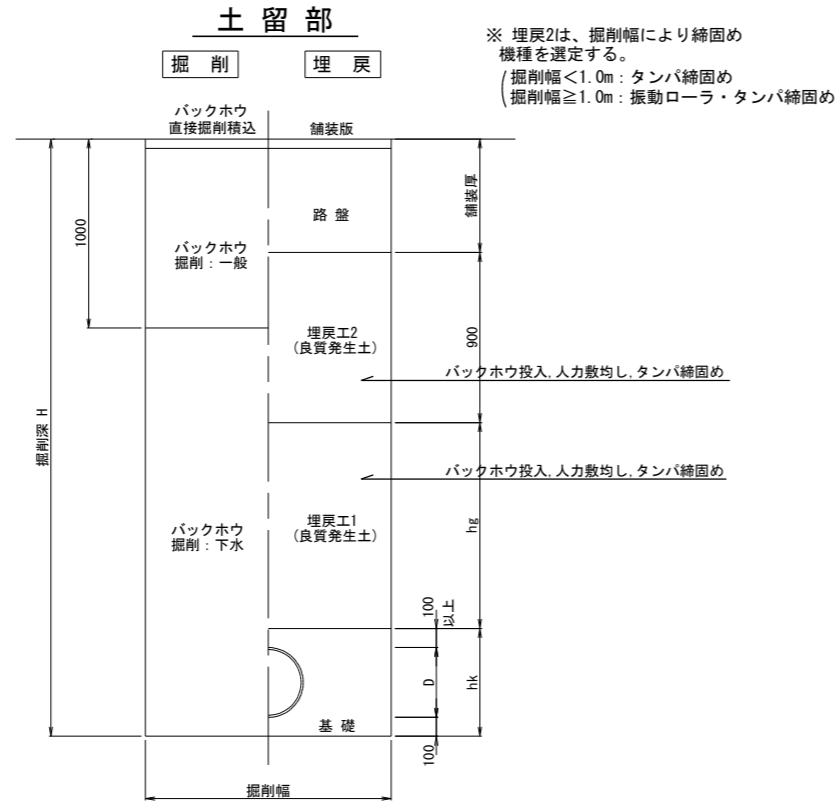 土留部
掘削
埋戻
※ 埋戻2は、掘削幅により締固め
機種を選定する。
(掘削幅<1.0m：タンパ締固め
掘削幅≧1.0m：振動ローラ・タンパ締固め
バックホウ
直接掘削積込
舗装版
舗装厚
路盤
1000
バックホウ
掘削：一般
900
埋戻工2
(良質発生土)
バックホウ投入,人力敷均し,タンパ締固め
掘削深 H
バックホウ投入,人力敷均し,タンパ締固め
バックホウ
掘削：下水
埋戻工1
(良質発生土)
hg
100
以上
D
hk
基礎
100
掘削幅